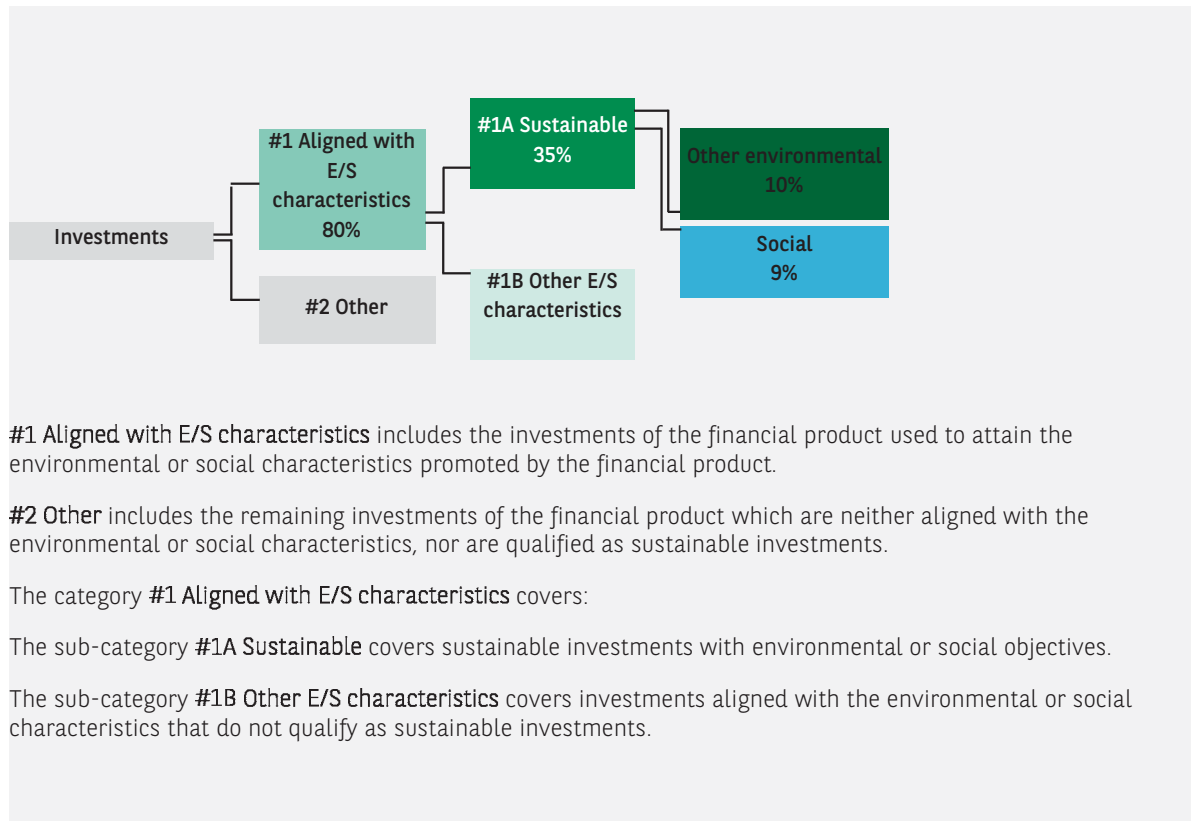 Investments
#1 Aligned with
E/S
characteristics
80%
#2 Other
#1A Sustainable
35%
#1B Other E/S
characteristics
Other environmental
10%
Social
9%
#1 Aligned with E/S characteristics includes the investments of the financial product used to attain the
environmental or social characteristics promoted by the financial product.
#2 Other includes the remaining investments of the financial product which are neither aligned with the
environmental or social characteristics, nor are qualified as sustainable investments.
The category #1 Aligned with E/S characteristics covers:
The sub-category #1A Sustainable covers sustainable investments with environmental or social objectives.
The sub-category #1B Other E/S characteristics covers investments aligned with the environmental or social
characteristics that do not qualify as sustainable investments.